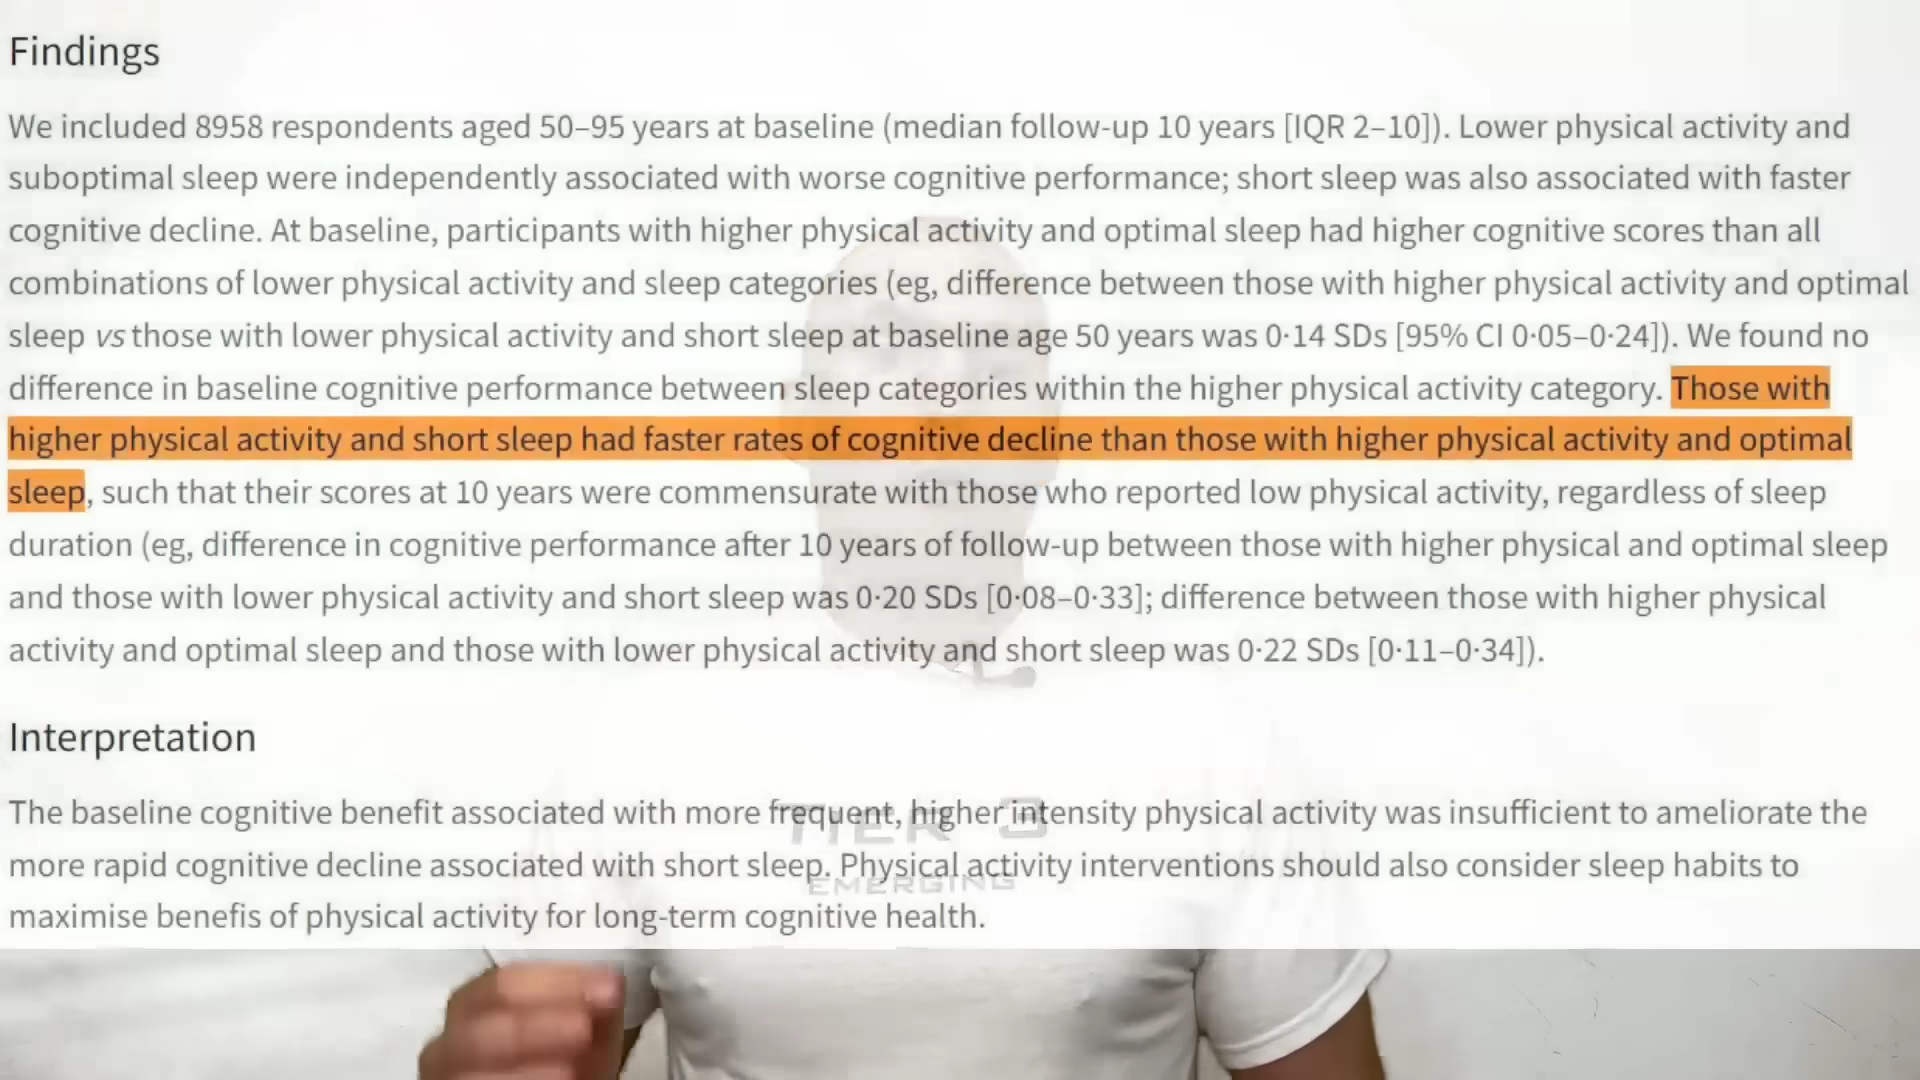 Findings
We included 8958 respondents aged 50–95 years at baseline (median follow-up 10 years [IQR 2–10]). Lower physical activity and
suboptimal sleep were independently associated with worse cognitive performance; short sleep was also associated with faster
cognitive decline. At baseline, participants with higher physical activity and optimal sleep had higher cognitive scores than all
combinations of lower physical activity and sleep categories (eg, difference between those with higher physical activity and optimal
sleep vs those with lower physical activity and short sleep at baseline age 50 years was 0·14 SDs [95% CI 0·05–0·24]). We found no
difference in baseline cognitive performance between sleep categories within the higher physical activity category. Those with
higher physical activity and short sleep had faster rates of cognitive decline than those with higher physical activity and optimal
sleep, such that their scores at 10 years were commensurate with those who reported low physical activity, regardless of sleep
duration (eg, difference in cognitive performance after 10 years of follow-up between those with higher physical and optimal sleep
and those with lower physical activity and short sleep was 0·20 SDs [0·08–0·33]; difference between those with higher physical
activity and optimal sleep and those with lower physical activity and short sleep was 0·22 SDs [0·11–0·34]).
Interpretation
The baseline cognitive benefit associated with more frequent, higher intensity physical activity was insufficient to ameliorate the
more rapid cognitive decline associated with short sleep. Physical activity interventions should also consider sleep habits to
maximise benefis of physical activity for long-term cognitive health.
TIER 3
EMERGING